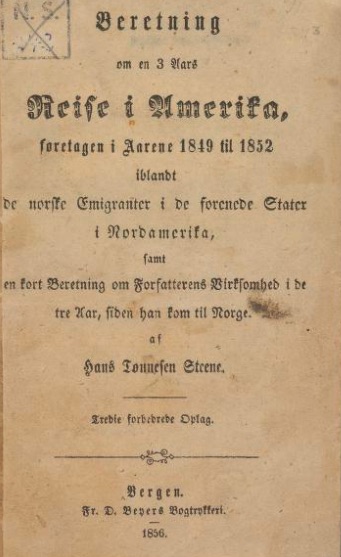 N. S.
Beretning
om en 3 Aars
Reise i Amerika,
foretagen i Aarene 1849 til 1852
iblandt
de norske Emigranter i de forenede Stater
i Nordamerika,
samt
en kort Beretning om Forfatterens Virksomhed i de
tre Aar, siden han kom til Norge.
af
Hans Tønnesen Steene.
Tredie forbedrede Oplag.
Bergen.
Fr. D. Beyers Bogtrykkeri.
1856.